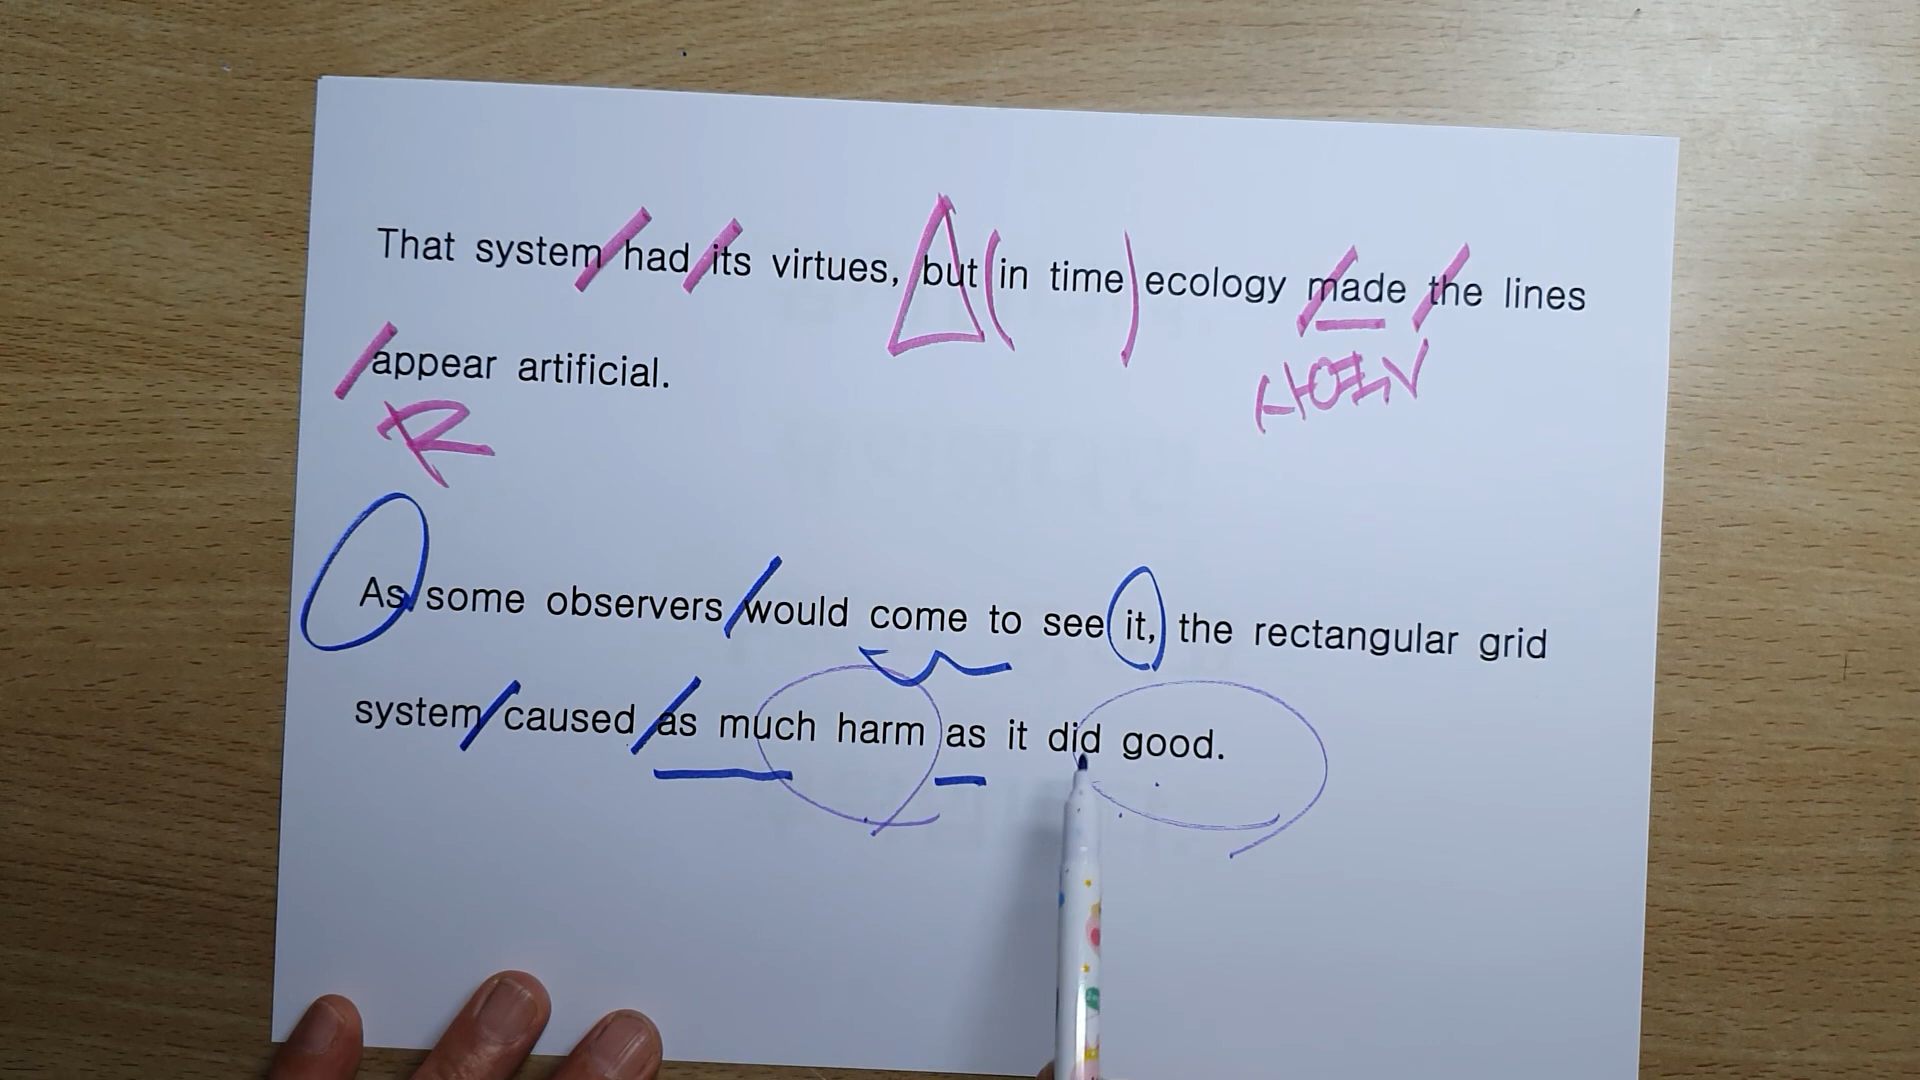 That system had its virtues, but in time ecology made the lines
사역V
appear artificial.
R
As some observers would come to see it, the rectangular grid
system caused as much harm as it did good.